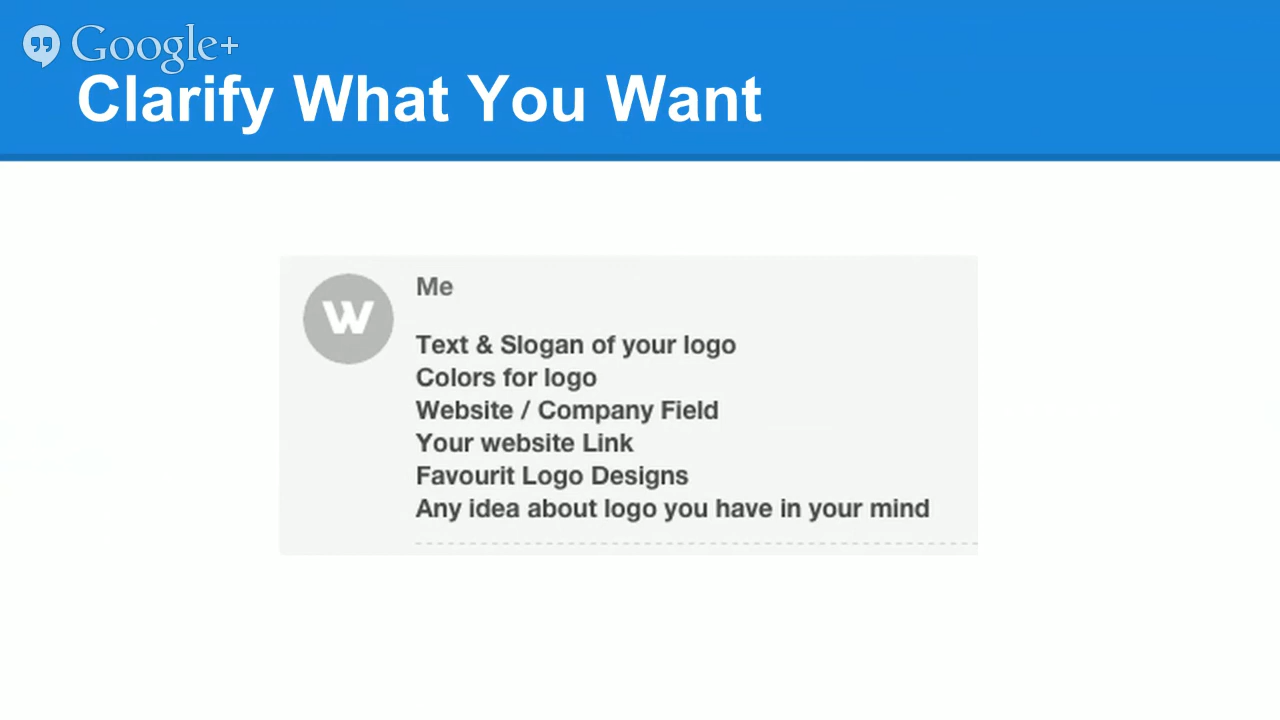 Google+
Clarify What You Want
W
Me
Text & Slogan of your logo
Colors for logo
Website / Company Field
Your website Link
Favourit Logo Designs
Any idea about logo you have in your mind